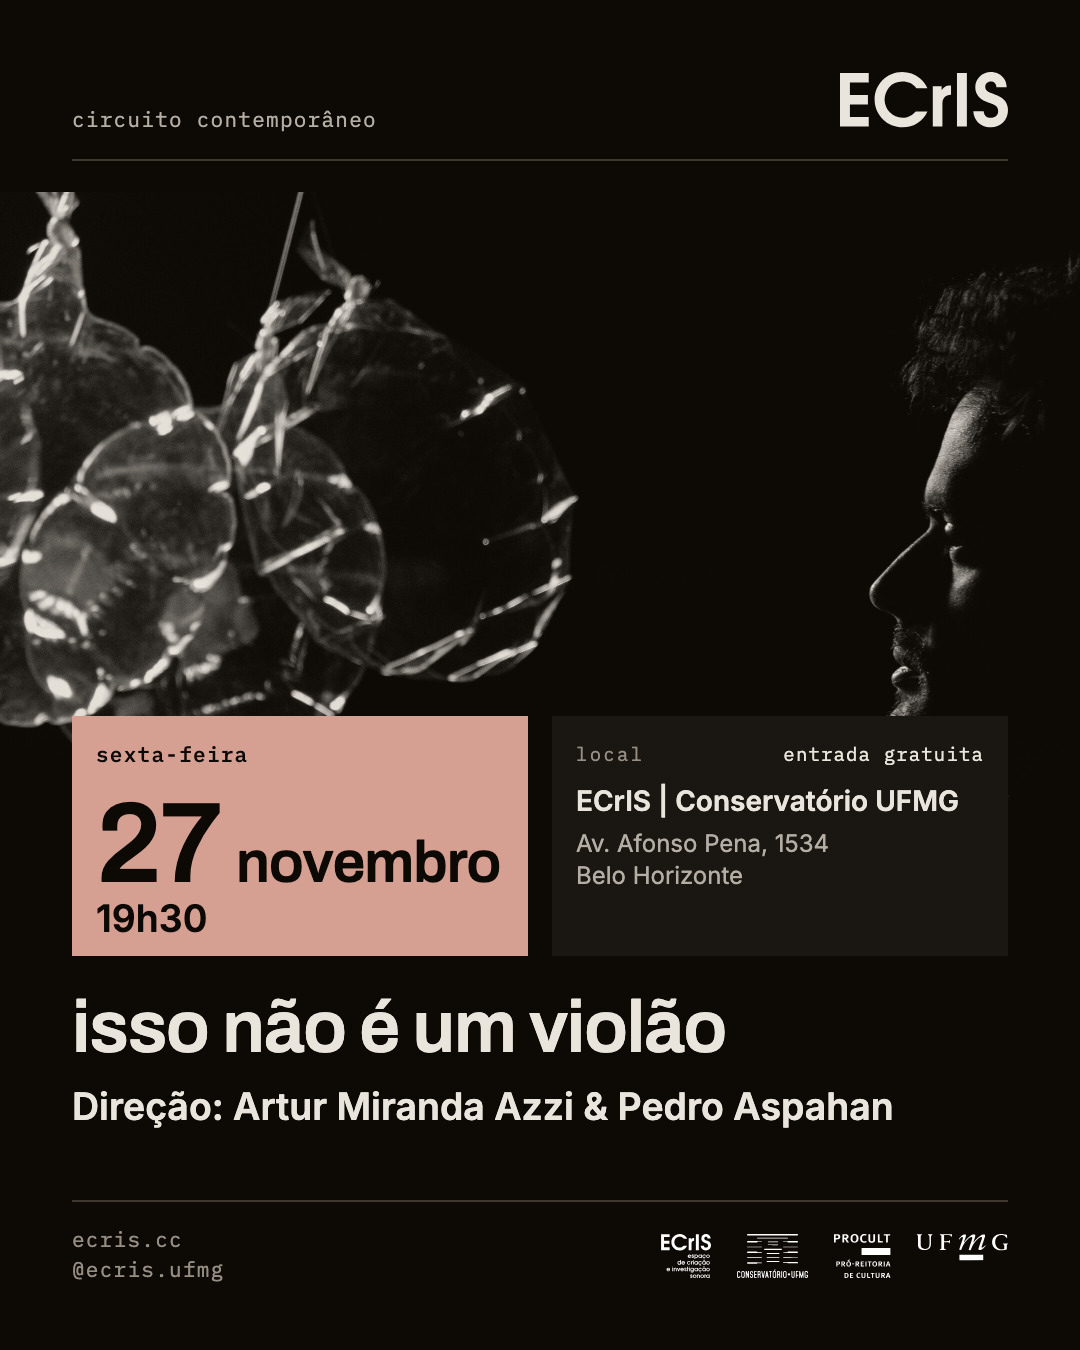 circuito contemporâneo
ECrIS
sexta-feira
27 novembro
19h30
local
entrada gratuita
ECrIS | Conservatório UFMG
Av. Afonso Pena, 1534
Belo Horizonte
isso não é um violão
Direção: Artur Miranda Azzi & Pedro Aspahan
ecris.cc
@ecris.ufmg
ECrIS
espaço
de criação
e investigação
sonora
CONSERVATÓRIO•UFMG
PROCULT
PRÓ-REITORIA
DE CULTURA
UFmG